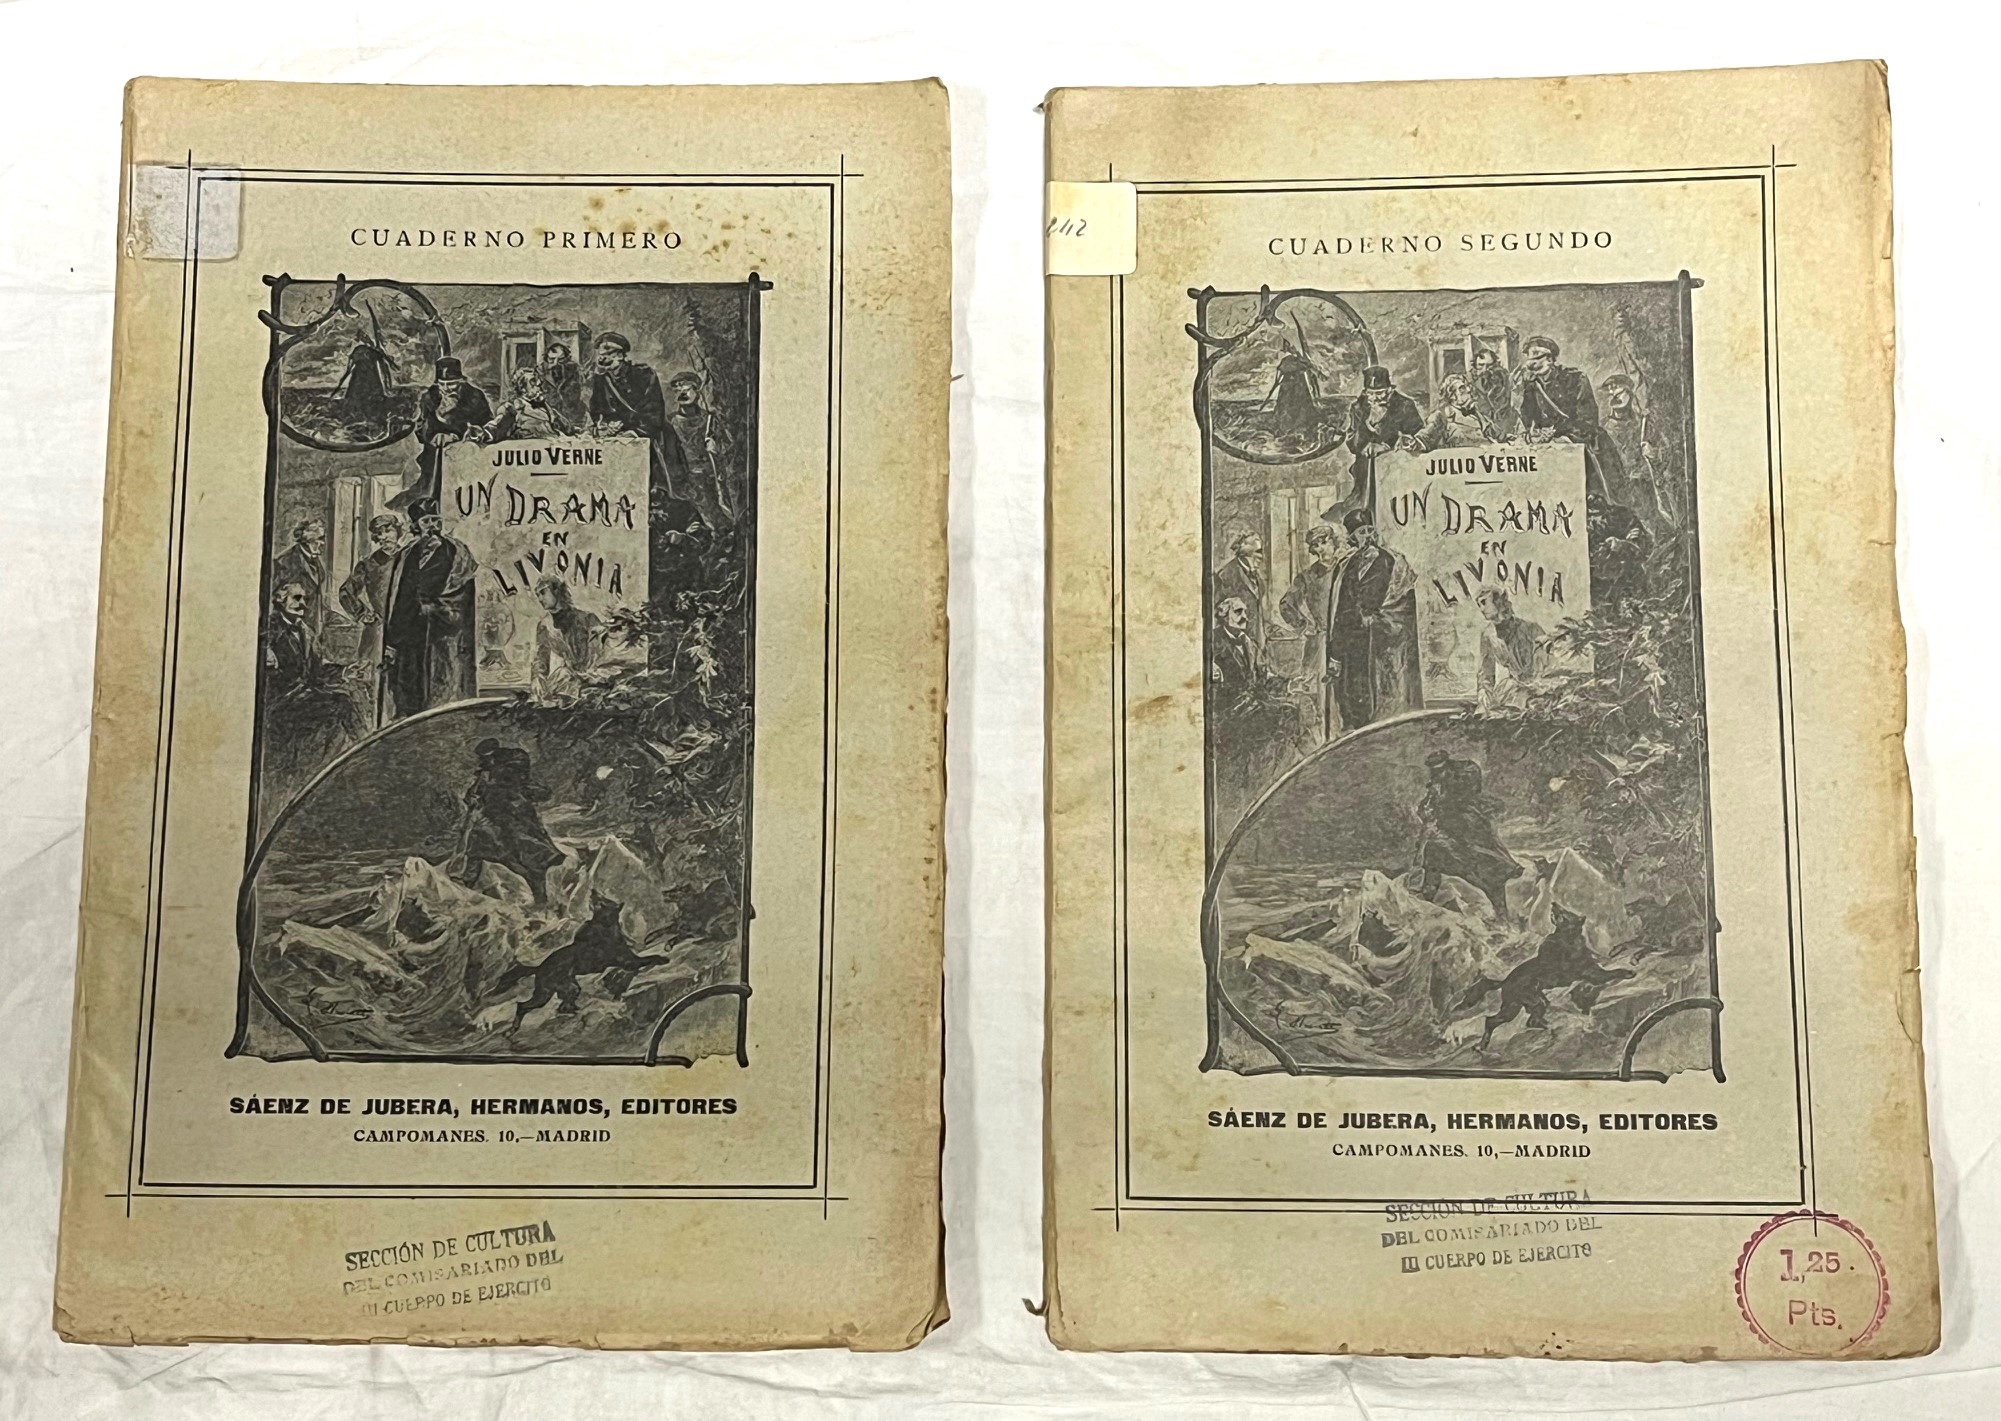 CUADERNO PRIMERO
JULIO VERNE
UN DRAMA
EN
LIVONIA
SÁENZ DE JUBERA, HERMANOS, EDITORES
CAMPOMANES, 10,—MADRID
SECCIÓN DE CULTURA
DEL COMISARIADO DEL
III CUERPO DE EJERCITO
CUADERNO SEGUNDO
JULIO VERNE
UN DRAMA
EN
LIVONIA
SÁENZ DE JUBERA, HERMANOS, EDITORES
CAMPOMANES, 10,—MADRID
SECCIÓN DE CULTURA
DEL COMISARIADO DEL
III CUERPO DE EJERCITO
1,25.
Pts.